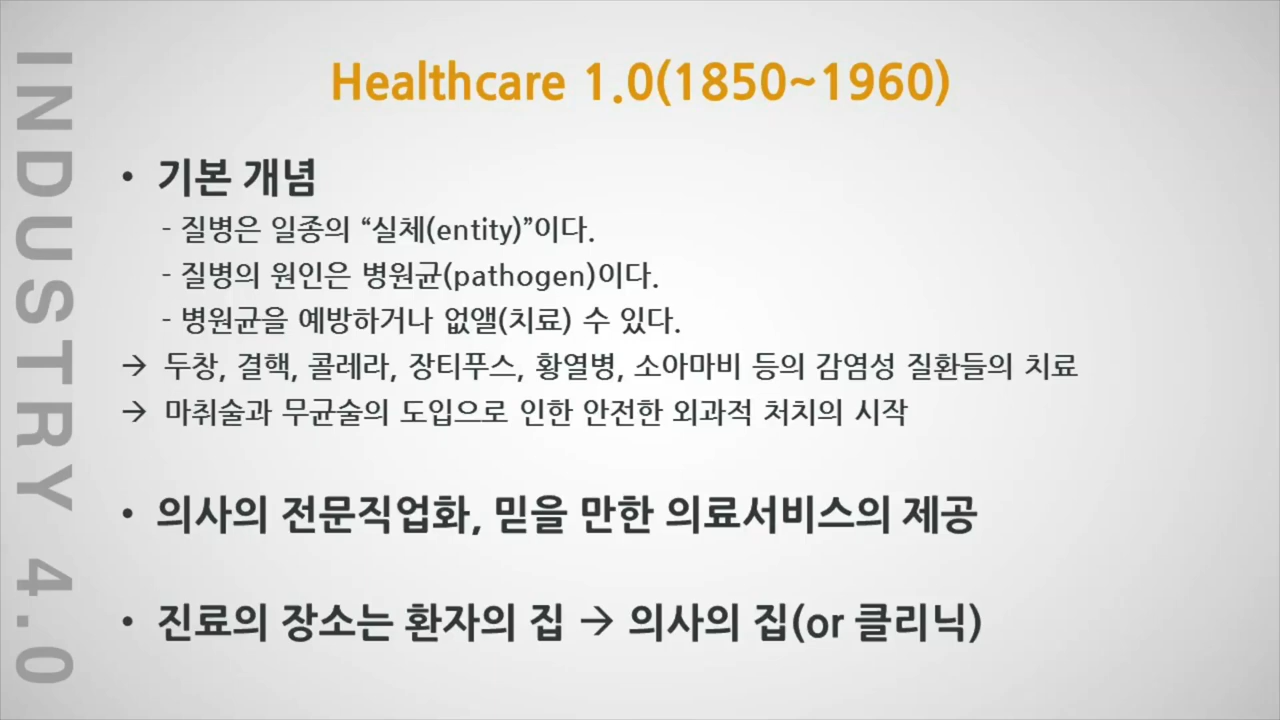 INDUSTRY 4.0
Healthcare 1.0(1850~1960)
• 기본 개념
- 질병은 일종의 “실체(entity)”이다.
- 질병의 원인은 병원균(pathogen)이다.
- 병원균을 예방하거나 없앨(치료) 수 있다.
→ 두창, 결핵, 콜레라, 장티푸스, 황열병, 소아마비 등의 감염성 질환들의 치료
→ 마취술과 무균술의 도입으로 인한 안전한 외과적 처치의 시작
• 의사의 전문직업화, 믿을 만한 의료서비스의 제공
• 진료의 장소는 환자의 집 → 의사의 집(or 클리닉)